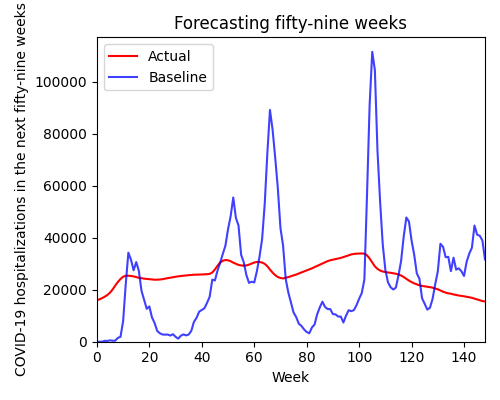 Forecasting fifty-nine weeks
COVID-19 hospitalizations in the next fifty-nine weeks
Actual
Baseline
100000
80000
60000
40000
20000
0
0 20 40 60 80 100 120 140
Week